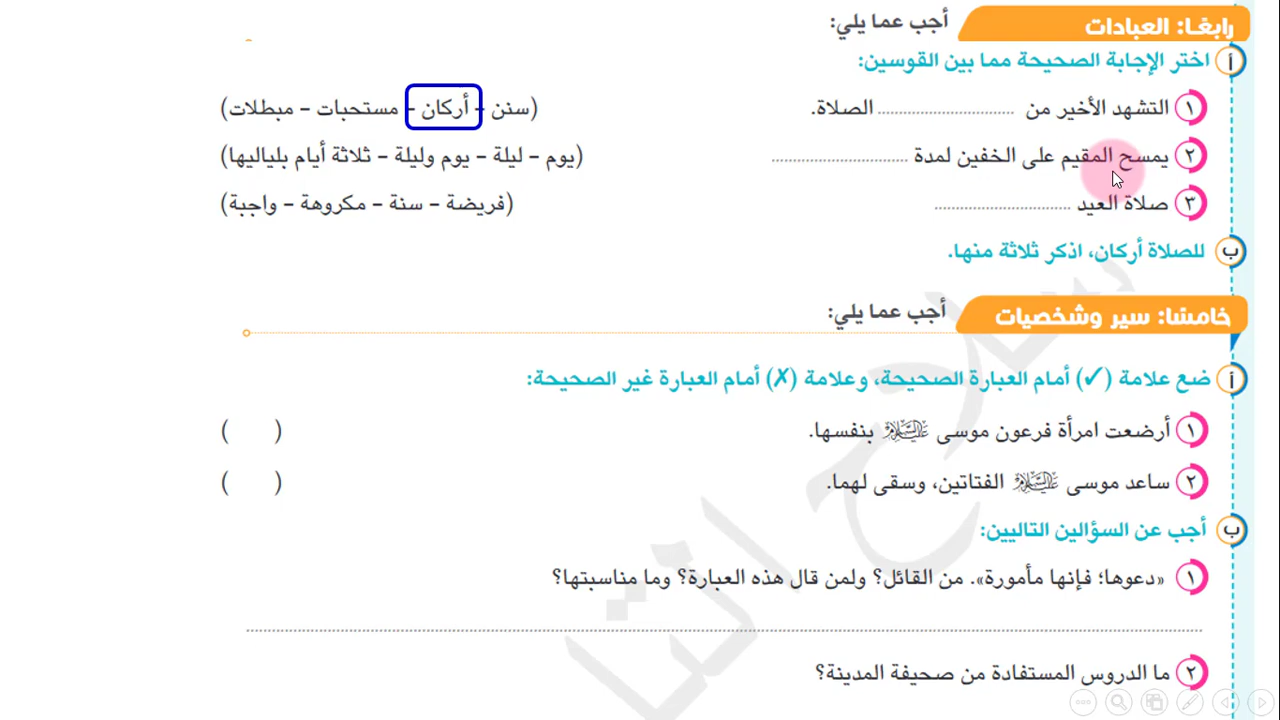 رابعًا: العبادات أجب عما يلي:
أ اختر الإجابة الصحيحة مما بين القوسين:
١ التشهد الأخير من .................................. الصلاة. (سنن - أركان - مستحبات - مبطلات)
٢ يمسح المقيم على الخفين لمدة .................................. (يوم - ليلة - يوم وليلة - ثلاثة أيام بلياليها)
٣ صلاة العيد .................................. (فريضة - سنة - مكروهة - واجبة)
ب للصلاة أركان، اذكر ثلاثة منها.
خامسًا: سير وشخصيات أجب عما يلي:
أ ضع علامة (✓) أمام العبارة الصحيحة، وعلامة (✗) أمام العبارة غير الصحيحة:
١ أرضعت امرأة فرعون موسى عليه السلام بنفسها. ( )
٢ ساعد موسى عليه السلام الفتاتين، وسقى لهما. ( )
ب أجب عن السؤالين التاليين:
١ «دعوها؛ فإنها مأمورة». من القائل؟ ولمن قال هذه العبارة؟ وما مناسبتها؟
٢ ما الدروس المستفادة من صحيفة المدينة؟